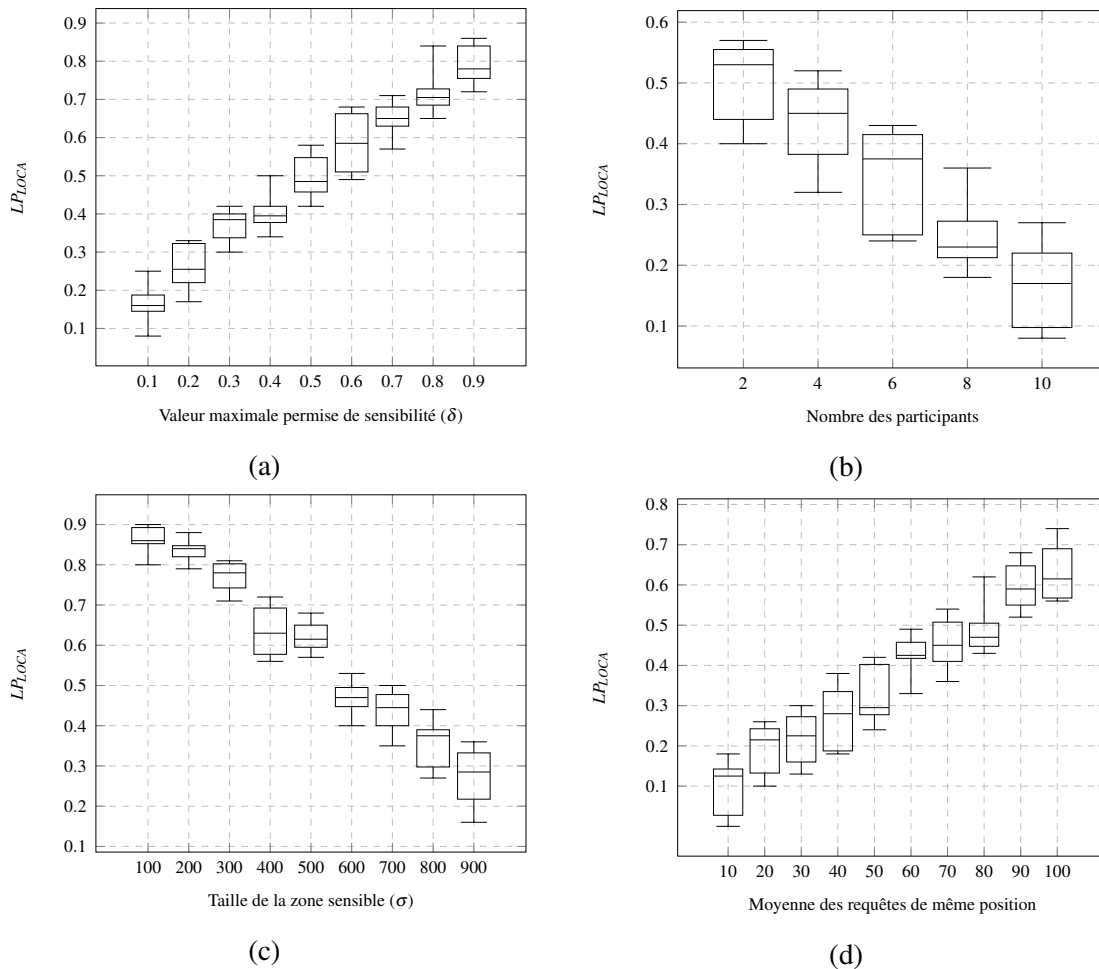 0.9
0.8
0.7
0.6
0.5
0.4
0.3
0.2
0.1
LP_LOCA
0.1 0.2 0.3 0.4 0.5 0.6 0.7 0.8 0.9
Valeur maximale permise de sensibilité (δ)
(a)
0.6
0.5
0.4
0.3
0.2
0.1
LP_LOCA
2 4 6 8 10
Nombre des participants
(b)
0.9
0.8
0.7
0.6
0.5
0.4
0.3
0.2
0.1
LP_LOCA
100 200 300 400 500 600 700 800 900
Taille de la zone sensible (σ)
(c)
0.8
0.7
0.6
0.5
0.4
0.3
0.2
0.1
LP_LOCA
10 20 30 40 50 60 70 80 90 100
Moyenne des requêtes de même position
(d)